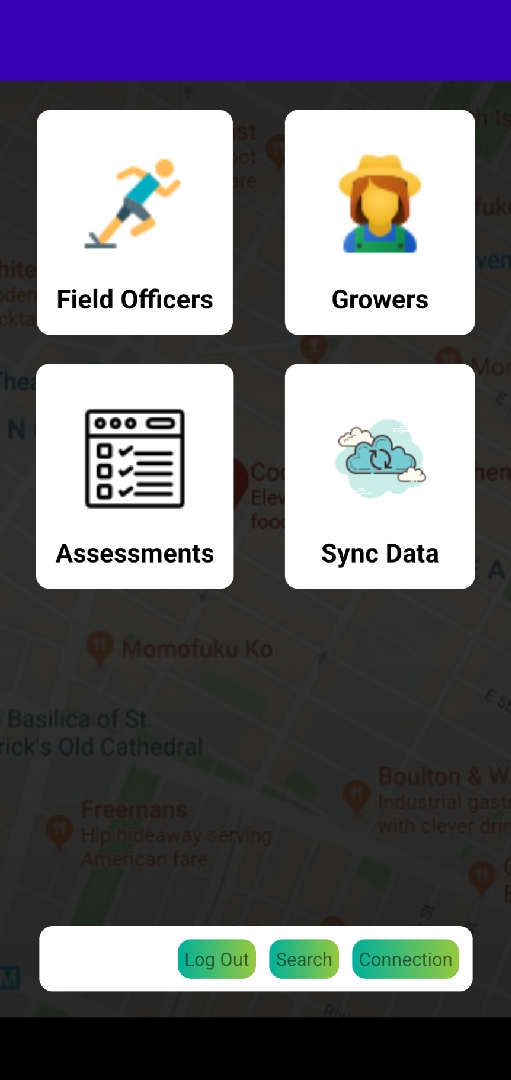 Field Officers
Growers
Assessments
Sync Data
Momofuku Ko
Basilica of St.
rick's Old Cathedral
Boulton & W
Industrial gast
with clever drin
Freemans
Hip hideaway serving
American fare
Log Out
Search
Connection
M